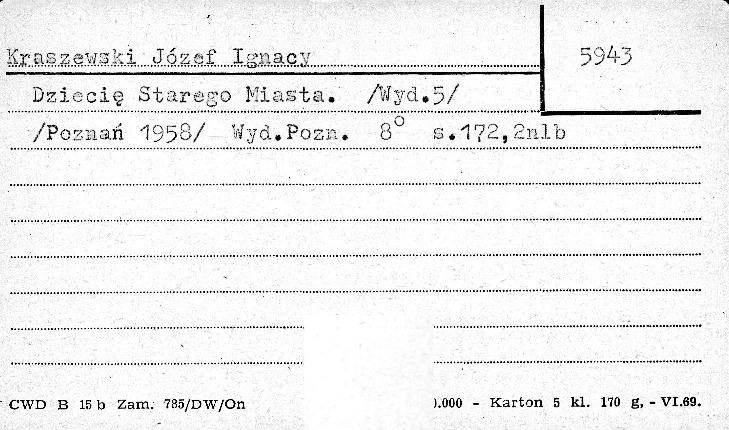 Kraszewski Józef Ignacy
5943
Dziecię Starego Miasta. /Wyd.5/
/Poznań 1958/ Wyd.Pozn. 8° s.172,2nlb
CWD B 15 b Zam. 785/DW/On
).000 - Karton 5 kl. 170 g, - VI.69.